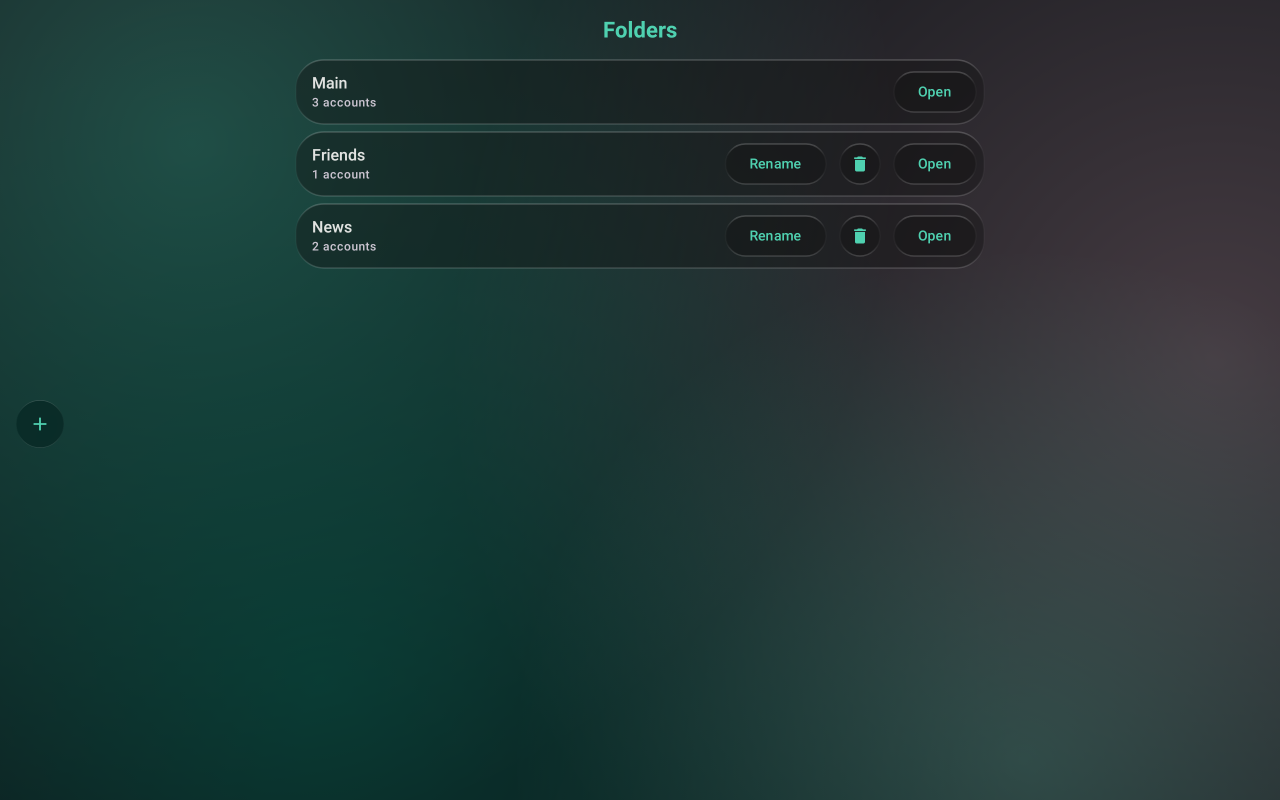 Folders
Main
3 accounts
Open
Friends
1 account
Rename
Open
News
2 accounts
Rename
Open